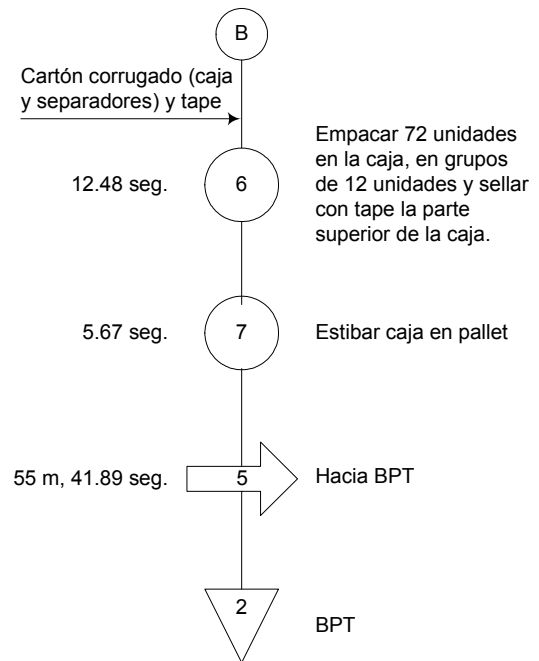 B
Cartón corrugado (caja
y separadores) y tape
12.48 seg.
6
Empacar 72 unidades
en la caja, en grupos
de 12 unidades y sellar
con tape la parte
superior de la caja.
5.67 seg.
7
Estibar caja en pallet
55 m, 41.89 seg.
5
Hacia BPT
2
BPT